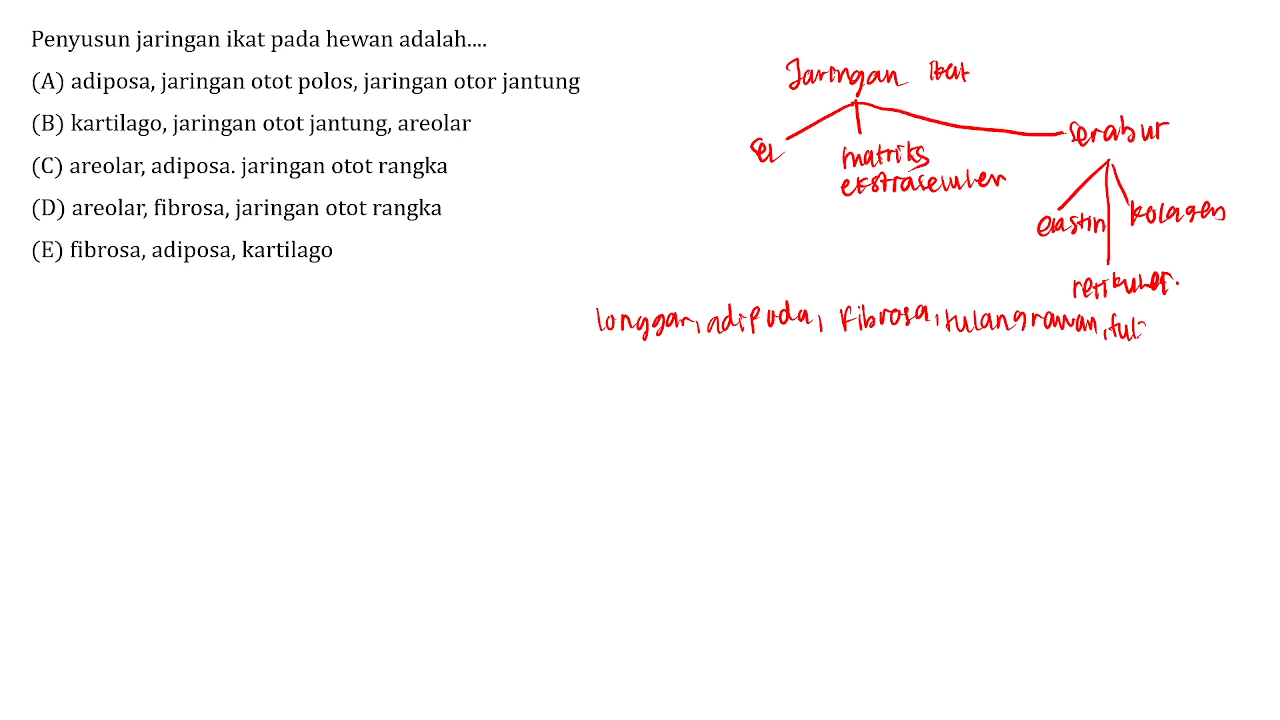 Penyusun jaringan ikat pada hewan adalah....
(A) adiposa, jaringan otot polos, jaringan otor jantung
(B) kartilago, jaringan otot jantung, areolar
(C) areolar, adiposa. jaringan otot rangka
(D) areolar, fibrosa, jaringan otot rangka
(E) fibrosa, adiposa, kartilago
Jaringan ikat
sel
matriks
ekstraseluler
serabut
elastin
kolagen
retikuler.
longgar, adiposa, fibrosa, tulang rawan, tul